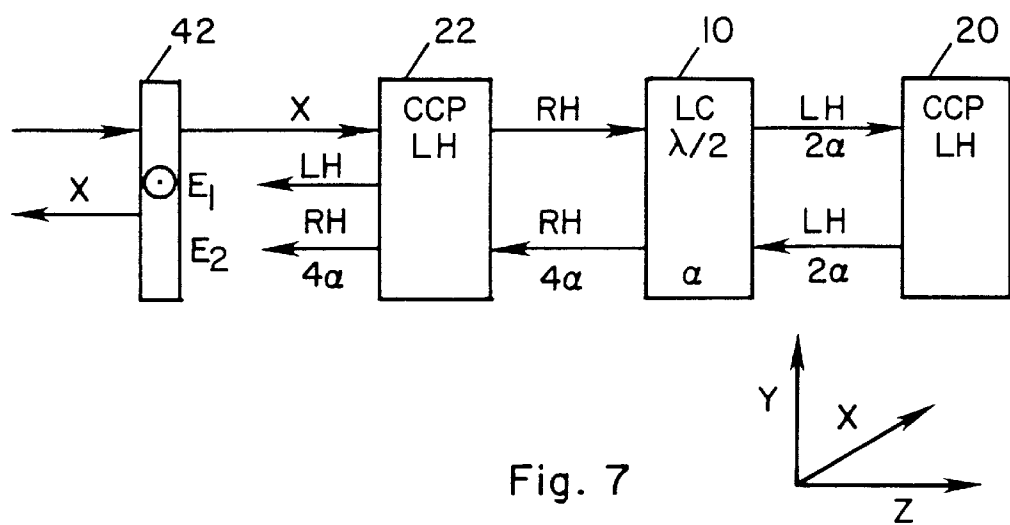 42
22
10
20
X
CCP
LH
RH
LC
λ/2
LH
2α
CCP
LH
X
E1
E2
LH
RH
4α
RH
4α
α
LH
2α
Y
X
Z
Fig. 7